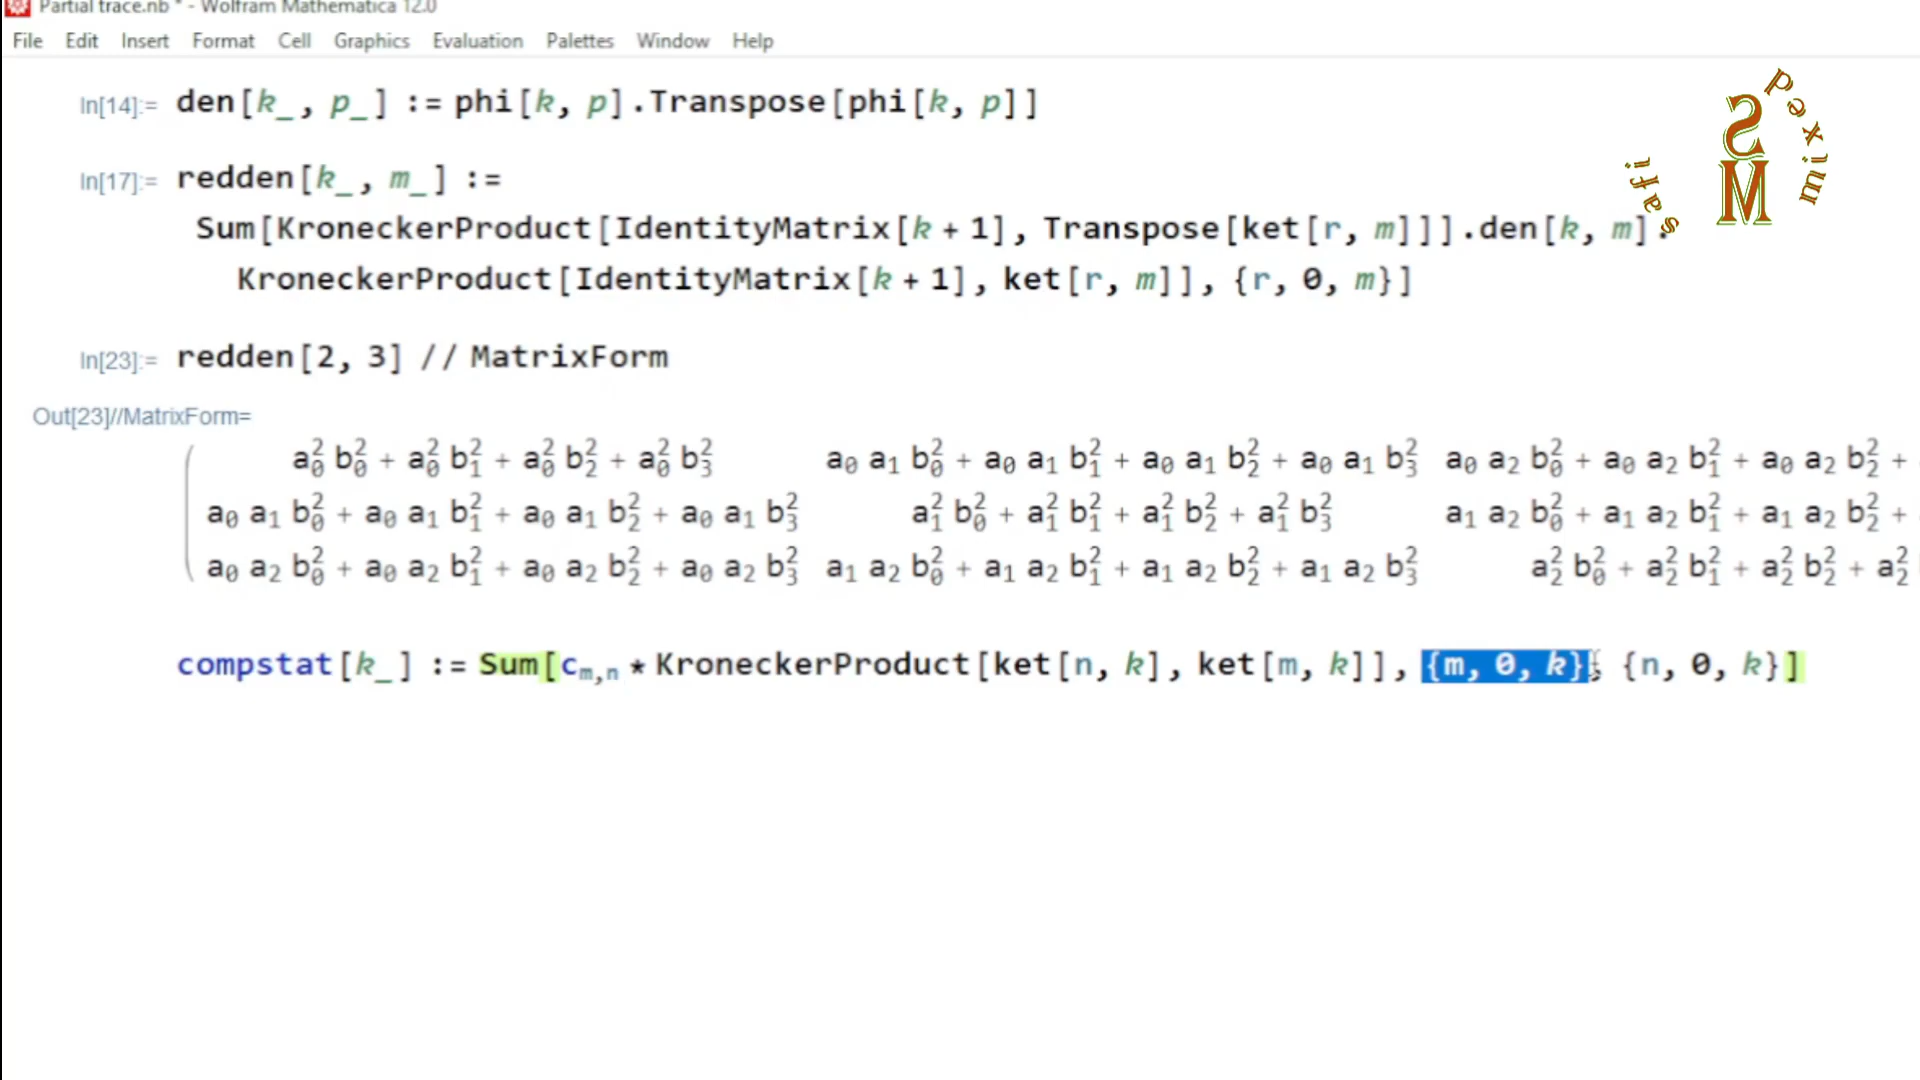 Partial trace.nb * - Wolfram Mathematica 12.0
File Edit Insert Format Cell Graphics Evaluation Palettes Window Help
In[14]:= den[k_, p_] := phi[k, p].Transpose[phi[k, p]]
In[17]:= redden[k_, m_] :=
Sum[KroneckerProduct[IdentityMatrix[k + 1], Transpose[ket[r, m]]].den[k, m].
KroneckerProduct[IdentityMatrix[k + 1], ket[r, m]], {r, 0, m}]
In[23]:= redden[2, 3] // MatrixForm
Out[23]//MatrixForm=
a₀² b₀² + a₀² b₁² + a₀² b₂² + a₀² b₃² a₀ a₁ b₀² + a₀ a₁ b₁² + a₀ a₁ b₂² + a₀ a₁ b₃² a₀ a₂ b₀² + a₀ a₂ b₁² + a₀ a₂ b₂² +
a₀ a₁ b₀² + a₀ a₁ b₁² + a₀ a₁ b₂² + a₀ a₁ b₃² a₁² b₀² + a₁² b₁² + a₁² b₂² + a₁² b₃² a₁ a₂ b₀² + a₁ a₂ b₁² + a₁ a₂ b₂² +
a₀ a₂ b₀² + a₀ a₂ b₁² + a₀ a₂ b₂² + a₀ a₂ b₃² a₁ a₂ b₀² + a₁ a₂ b₁² + a₁ a₂ b₂² + a₁ a₂ b₃² a₂² b₀² + a₂² b₁² + a₂² b₂² + a₂²
compstat[k_] := Sum[cₘ,ₙ * KroneckerProduct[ket[n, k], ket[m, k]], {m, 0, k}, {n, 0, k}]
safi
SM
mixed